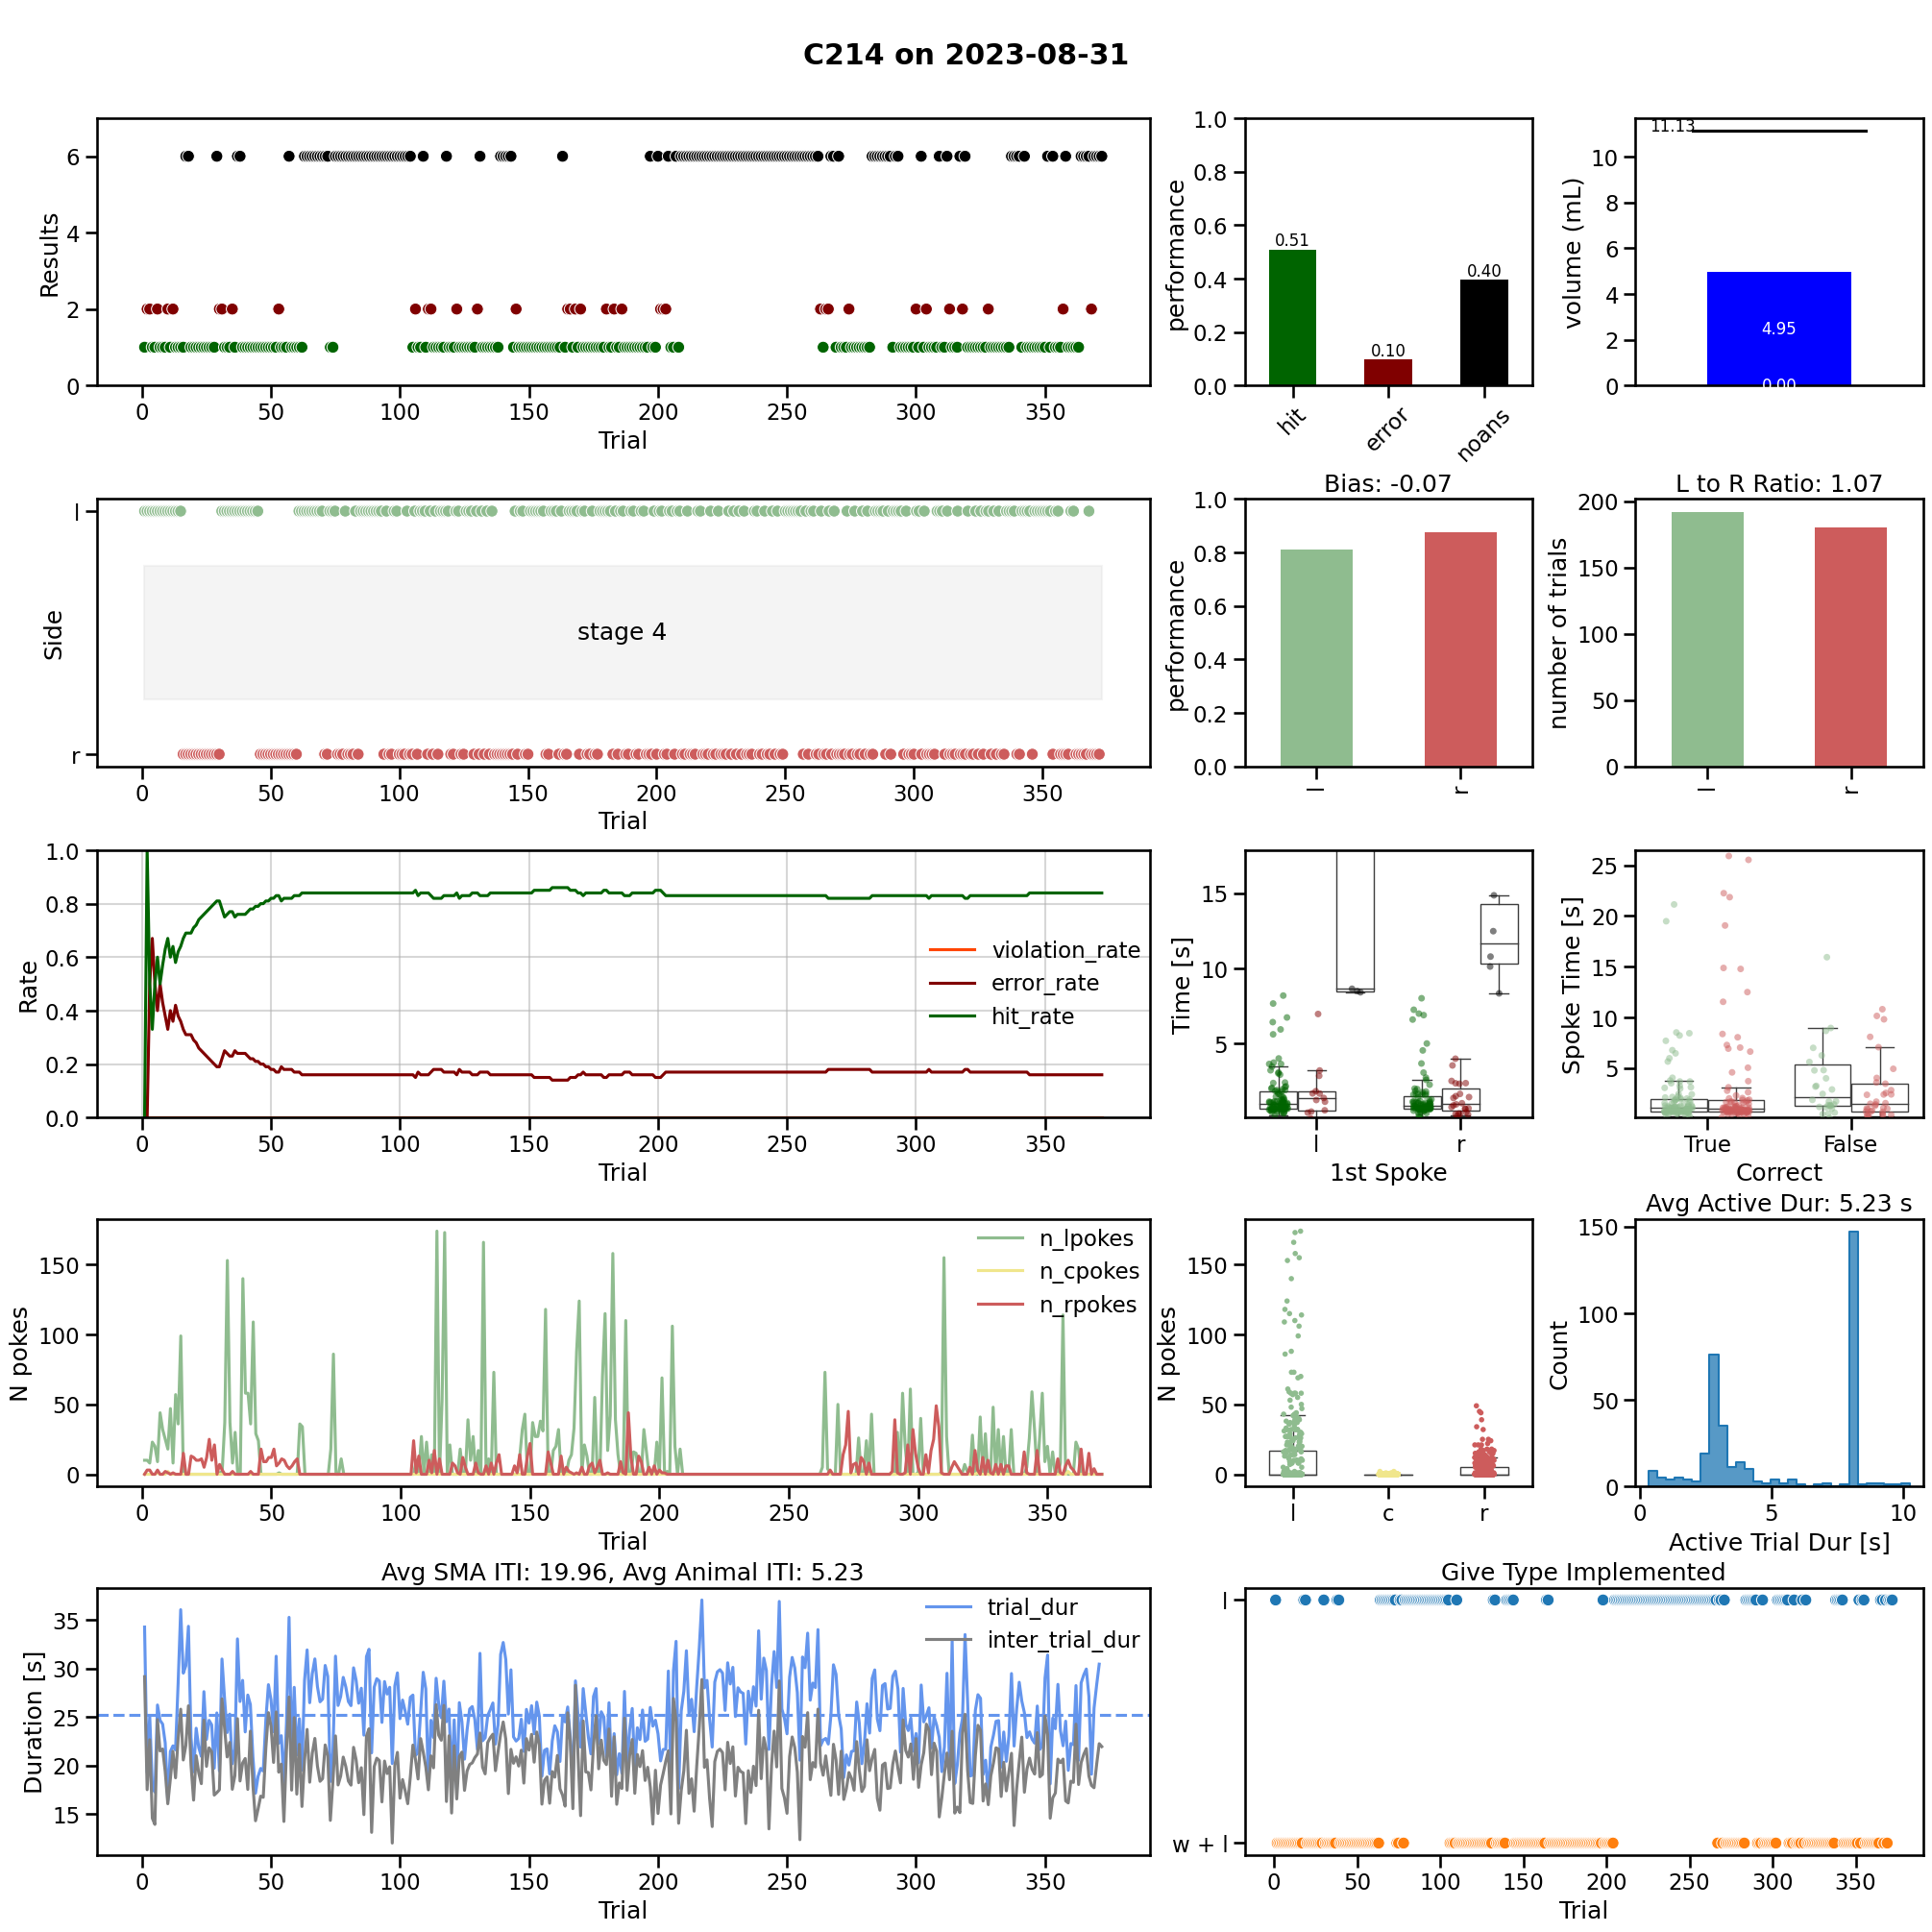 C214 on 2023-08-31
Results
0
2
4
6
0
50
100
150
200
250
300
350
Trial
performance
0.0
0.2
0.4
0.6
0.8
1.0
0.51
0.10
0.40
hit
error
noans
volume (mL)
0
2
4
6
8
10
11.13
4.95
0.00
Side
l
r
stage 4
0
50
100
150
200
250
300
350
Trial
Bias: -0.07
performance
0.0
0.2
0.4
0.6
0.8
1.0
l
r
L to R Ratio: 1.07
number of trials
0
50
100
150
200
l
r
Rate
0.0
0.2
0.4
0.6
0.8
1.0
violation_rate
error_rate
hit_rate
0
50
100
150
200
250
300
350
Trial
Time [s]
5
10
15
l
r
1st Spoke
Spoke Time [s]
5
10
15
20
25
True
False
Correct
N pokes
0
50
100
150
n_lpokes
n_cpokes
n_rpokes
0
50
100
150
200
250
300
350
Trial
N pokes
0
50
100
150
l
c
r
Avg Active Dur: 5.23 s
Count
0
50
100
150
0
5
10
Active Trial Dur [s]
Avg SMA ITI: 19.96, Avg Animal ITI: 5.23
Duration [s]
15
20
25
30
35
trial_dur
inter_trial_dur
0
50
100
150
200
250
300
350
Trial
Give Type Implemented
l
w + l
0
50
100
150
200
250
300
350
Trial